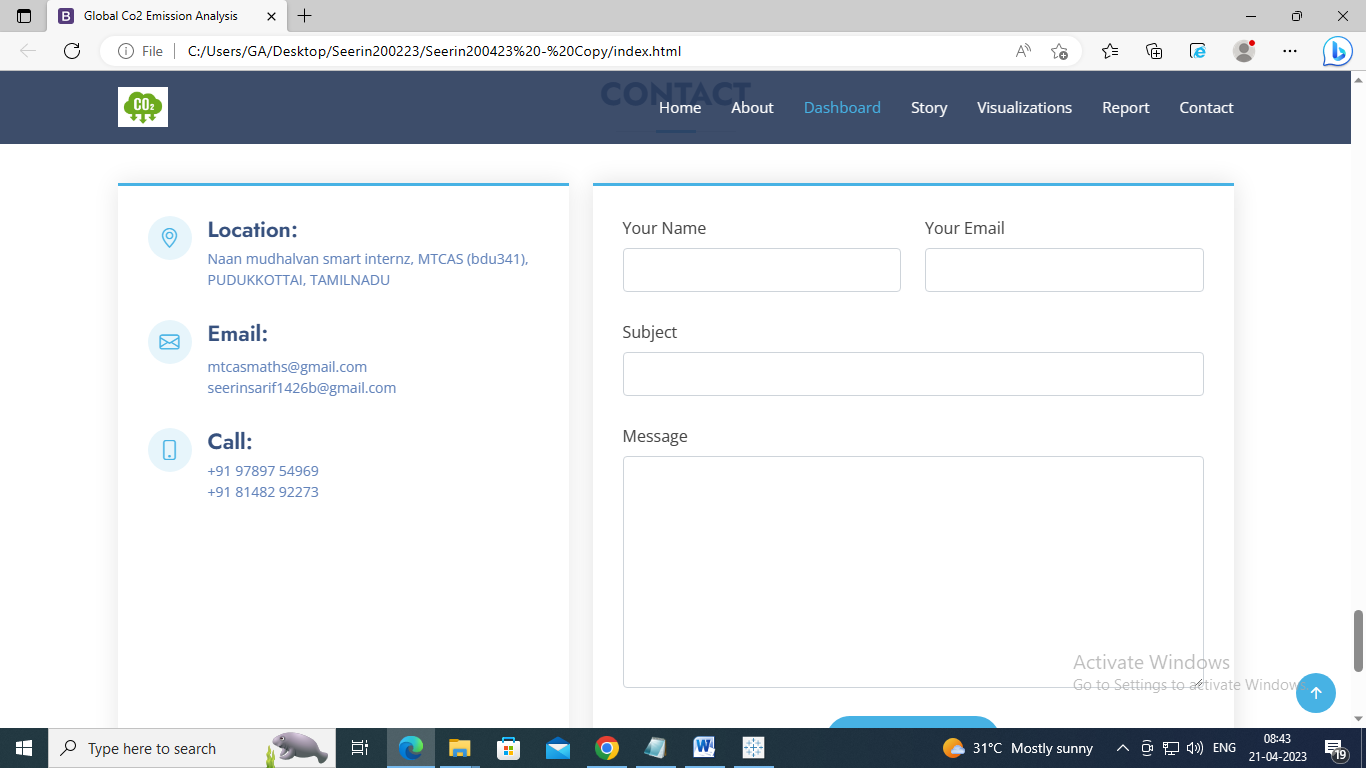 Global Co2 Emission Analysis
File
C:/Users/GA/Desktop/Seerin200223/Seerin200423%20-%20Copy/index.html
CONTACT
CO₂
Home About Dashboard Story Visualizations Report Contact
Location:
Naan mudhalvan smart internz, MTCAS (bdu341),
PUDUKKOTTAI, TAMILNADU
Email:
mtcasmaths@gmail.com
seerinsarif1426b@gmail.com
Call:
+91 97897 54969
+91 81482 92273
Your Name
Your Email
Subject
Message
Activate Windows
Go to Settings to activate Windows
Type here to search
31°C Mostly sunny
ENG
08:43
21-04-2023
19